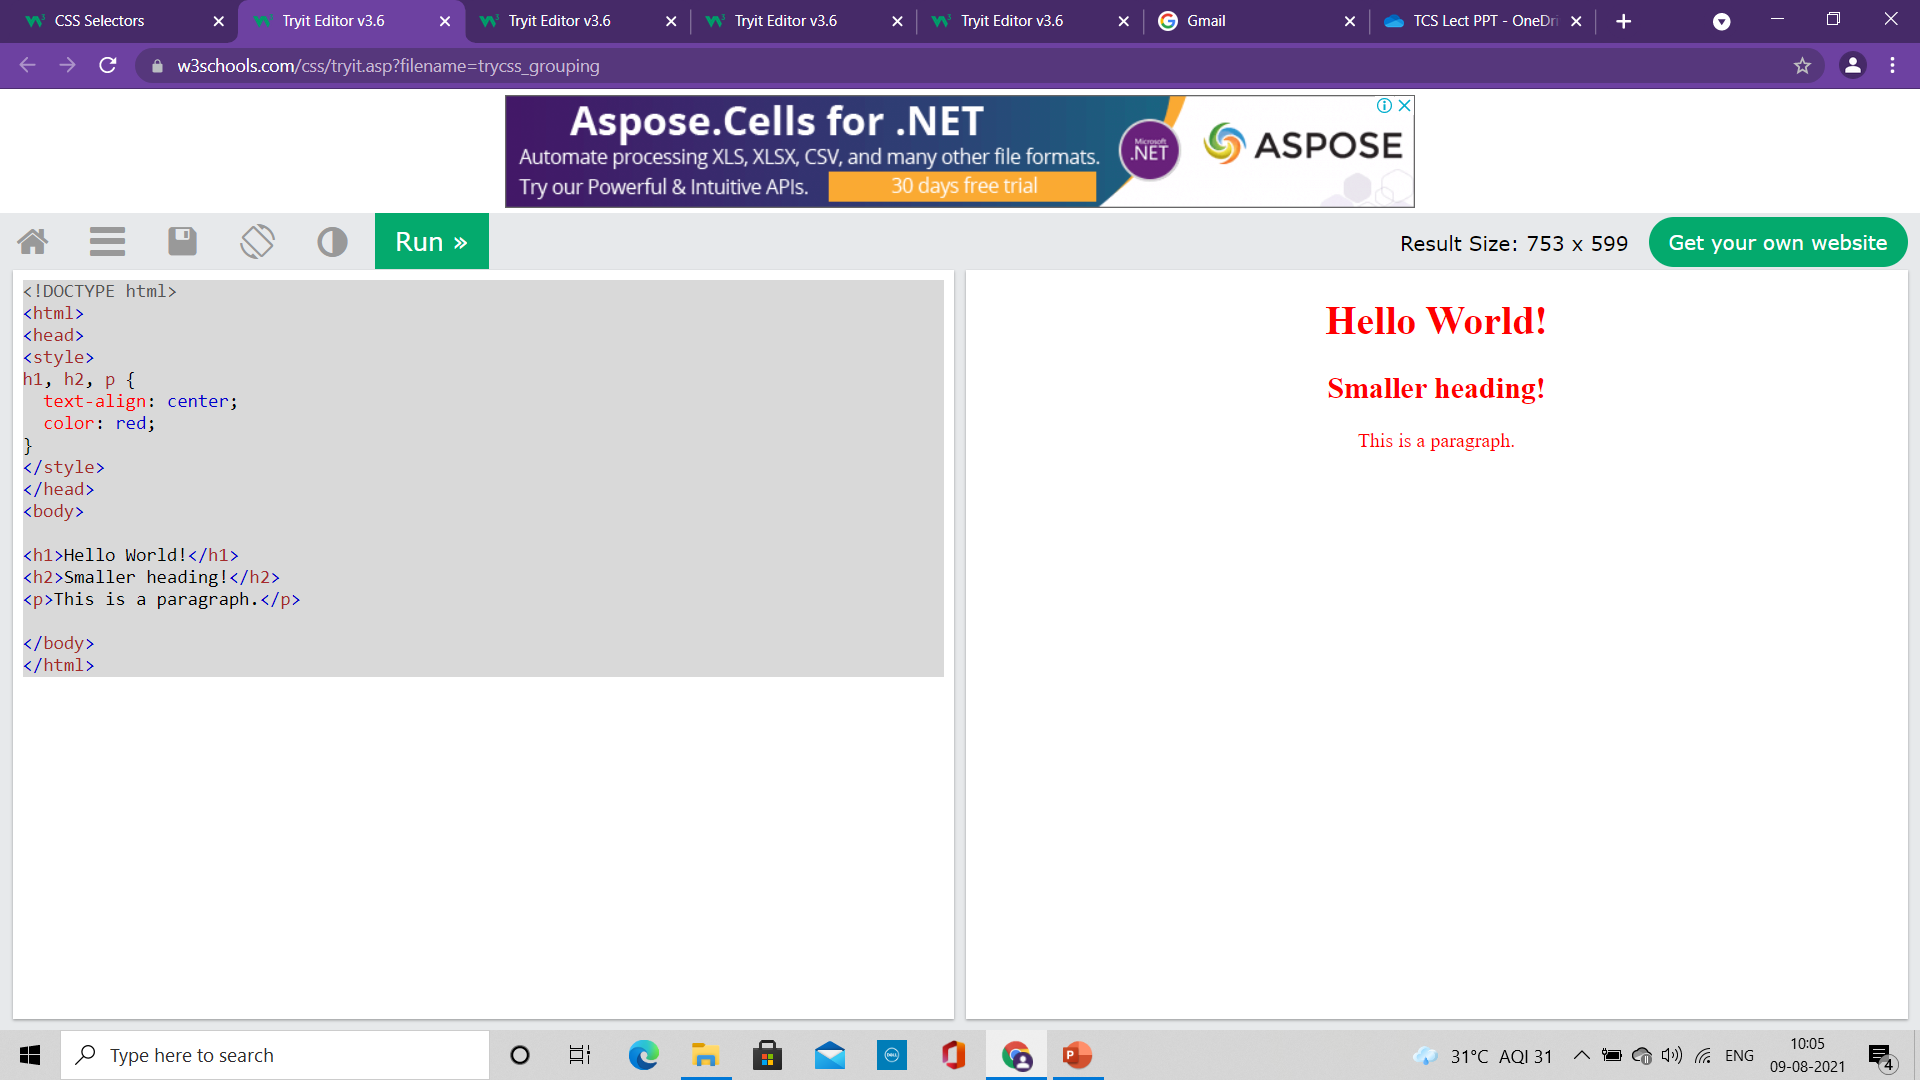 CSS Selectors
Tryit Editor v3.6
Tryit Editor v3.6
Tryit Editor v3.6
Tryit Editor v3.6
Gmail
TCS Lect PPT - OneDri
w3schools.com/css/tryit.asp?filename=trycss_grouping
Aspose.Cells for .NET
Automate processing XLS, XLSX, CSV, and many other file formats.
Try our Powerful & Intuitive APIs.
30 days free trial
Microsoft
.NET
ASPOSE
Run »
Result Size: 753 x 599
Get your own website
<!DOCTYPE html>
<html>
<head>
<style>
h1, h2, p {
  text-align: center;
  color: red;
}
</style>
</head>
<body>
<h1>Hello World!</h1>
<h2>Smaller heading!</h2>
<p>This is a paragraph.</p>
</body>
</html>
Hello World!
Smaller heading!
This is a paragraph.
Type here to search
DELL
31°C AQI 31
ENG
10:05
09-08-2021
4